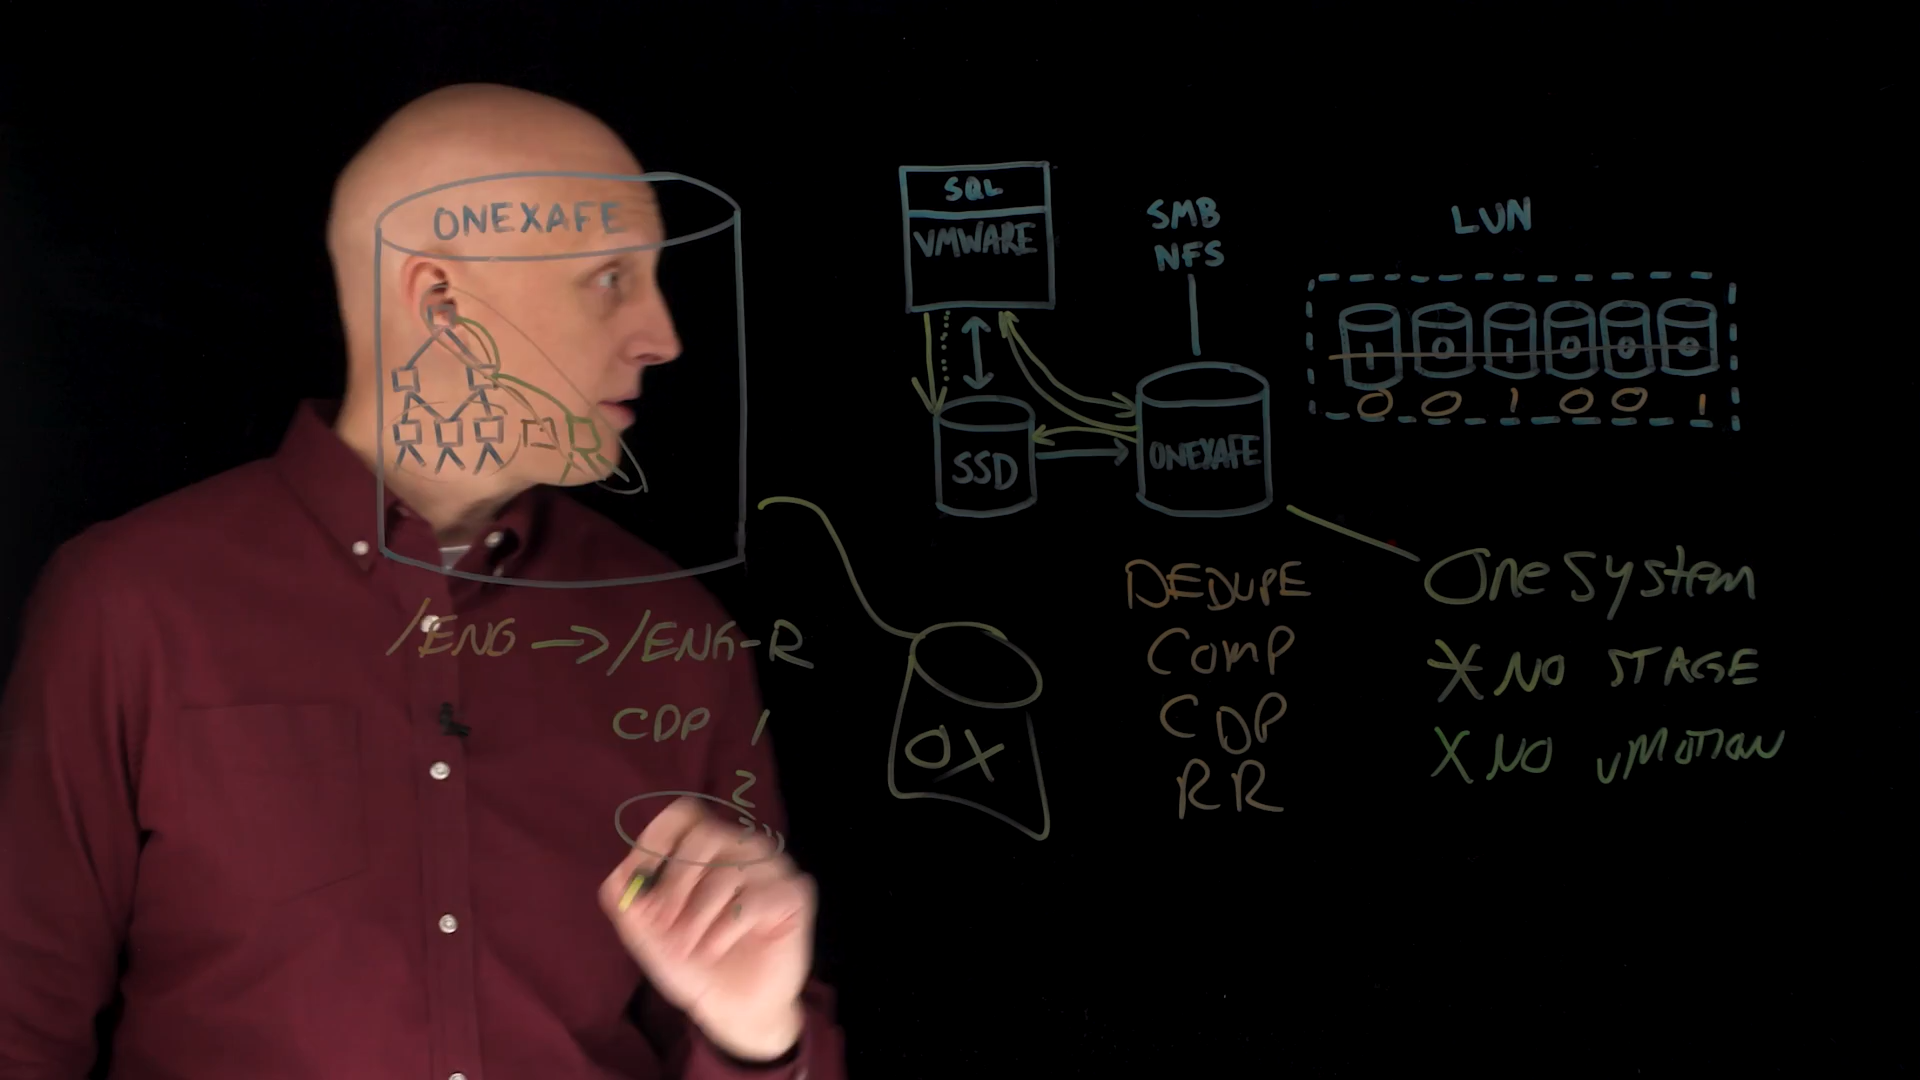 ONEXAFE
/ENG → /ENG-R
CDP 1
2
3
OX
SQL
VMWARE
SSD
SMB
NFS
ONEXAFE
DEDUPE
COMP
CDP
RR
LUN
1 0 1 0 0 0
0 0 1 0 0 1
One System
* NO STAGE
X NO VMOTION